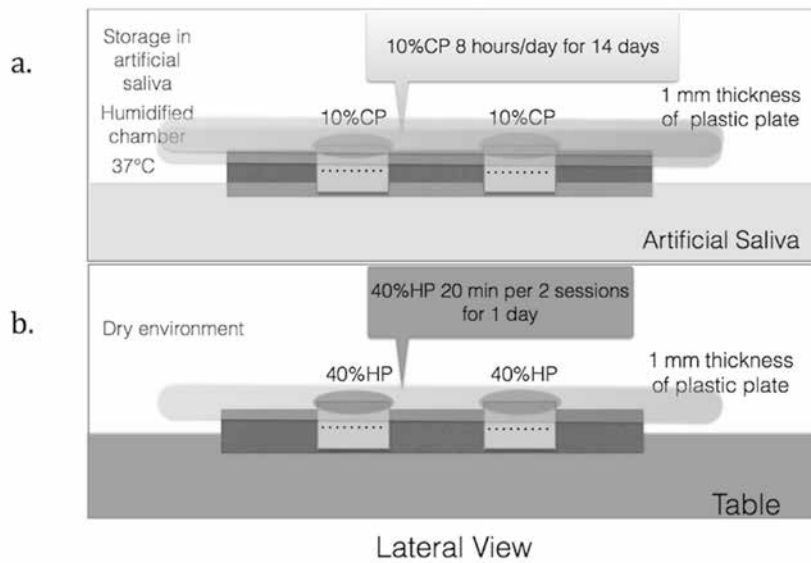 a.
Storage in
artificial
saliva
Humidified
chamber
37°C
10%CP 8 hours/day for 14 days
10%CP
10%CP
1 mm thickness
of plastic plate
Artificial Saliva
b.
Dry environment
40%HP 20 min per 2 sessions
for 1 day
40%HP
40%HP
1 mm thickness
of plastic plate
Table
Lateral View